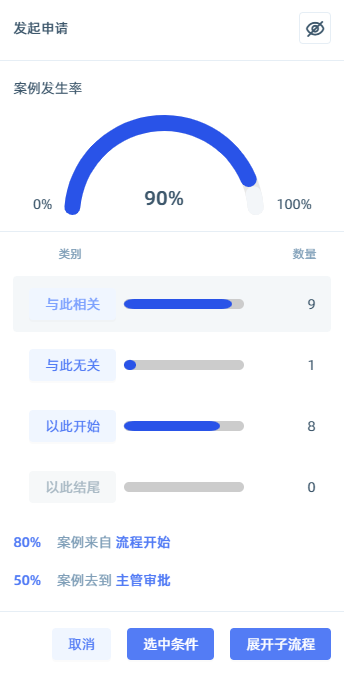 发起申请
案例发生率
90%
0%
100%
类别 数量
与此相关 9
与此无关 1
以此开始 8
以此结尾 0
80% 案例来自 流程开始
50% 案例去到 主管审批
取消 选中条件 展开子流程